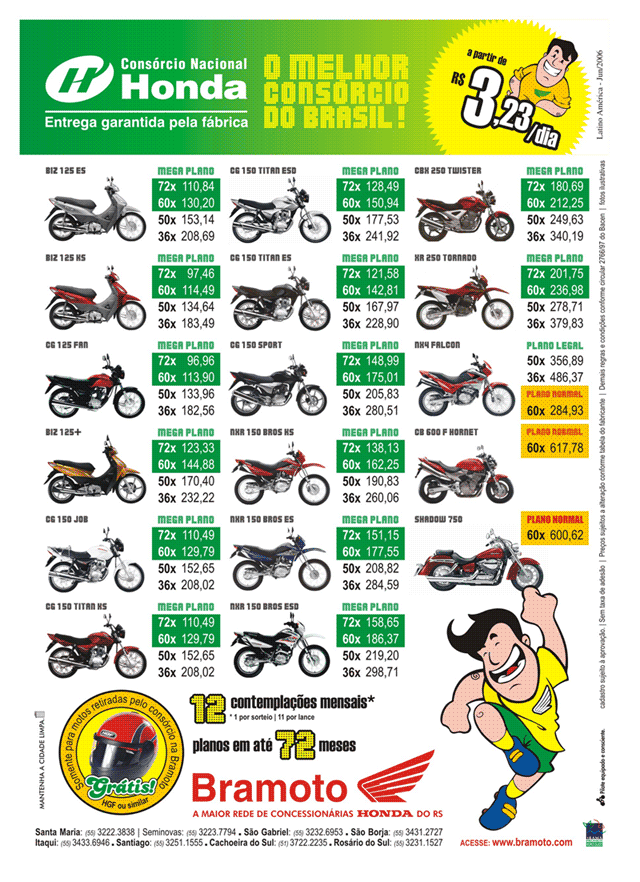 Consórcio Nacional
Honda
Entrega garantida pela fábrica
O MELHOR
CONSÓRCIO
DO BRASIL!
a partir de
R$ 3,23/dia
Latino América - Jun/2006
BIZ 125 ES
MEGA PLANO
72x 110,84
60x 130,20
50x 153,14
36x 208,69
CG 150 TITAN ESD
MEGA PLANO
72x 128,49
60x 150,94
50x 177,53
36x 241,92
CBX 250 TWISTER
MEGA PLANO
72x 180,69
60x 212,25
50x 249,63
36x 340,19
BIZ 125 KS
MEGA PLANO
72x 97,46
60x 114,49
50x 134,64
36x 183,49
CG 150 TITAN ES
MEGA PLANO
72x 121,58
60x 142,81
50x 167,97
36x 228,90
XR 250 TORNADO
MEGA PLANO
72x 201,75
60x 236,98
50x 278,71
36x 379,83
CG 125 FAN
MEGA PLANO
72x 96,96
60x 113,90
50x 133,96
36x 182,56
CG 150 SPORT
MEGA PLANO
72x 148,99
60x 175,01
50x 205,83
36x 280,51
NX4 FALCON
PLANO LEGAL
50x 356,89
36x 486,37
PLANO NORMAL
60x 284,93
BIZ 125+
MEGA PLANO
72x 123,33
60x 144,88
50x 170,40
36x 232,22
NXR 150 BROS KS
MEGA PLANO
72x 138,13
60x 162,25
50x 190,83
36x 260,06
CB 600 F HORNET
PLANO NORMAL
60x 617,78
CG 150 JOB
MEGA PLANO
72x 110,49
60x 129,79
50x 152,65
36x 208,02
NXR 150 BROS ES
MEGA PLANO
72x 151,15
60x 177,55
50x 208,82
36x 284,59
SHADOW 750
PLANO NORMAL
60x 600,62
CG 150 TITAN KS
MEGA PLANO
72x 110,49
60x 129,79
50x 152,65
36x 208,02
NXR 150 BROS ESD
MEGA PLANO
72x 158,65
60x 186,37
50x 219,20
36x 298,71
cadastro sujeito à aprovação. | Sem taxa de adesão. | Preços sujeitos a alteração conforme tabela do fabricante | Demais regras e condições conforme circular 2766/97 do Bacen | fotos ilustrativas
MANTENHA A CIDADE LIMPA
Somente para motos retiradas pelo consórcio na Bramoto
Grátis!
HGF ou similar
12 contemplações mensais*
* 1 por sorteio | 11 por lance
planos em até 72 meses
Bramoto
A MAIOR REDE DE CONCESSIONÁRIAS HONDA DO RS
Pilote equipado e consciente.
Santa Maria: (55) 3222.3838 | Seminovas: (55) 3223.7794 • São Gabriel: (55) 3232.6953 • São Borja: (55) 3431.2727
Itaqui: (55) 3433.6946 • Santiago: (55) 3251.1555 • Cachoeira do Sul: (51) 3722.2235 • Rosário do Sul: (55) 3231.1527
ACESSE: www.bramoto.com